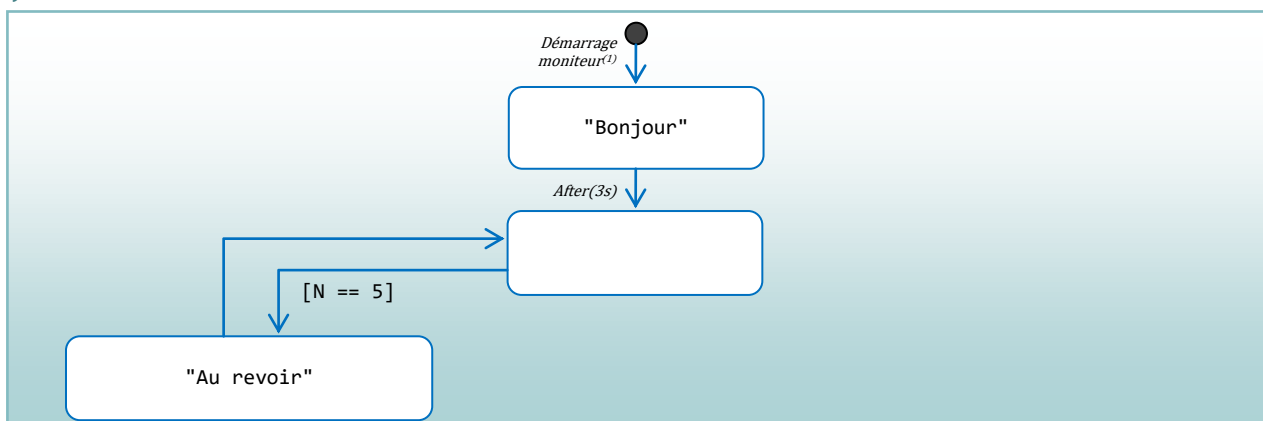 Démarrage
moniteur(1)
"Bonjour"
After(3s)
[N == 5]
"Au revoir"